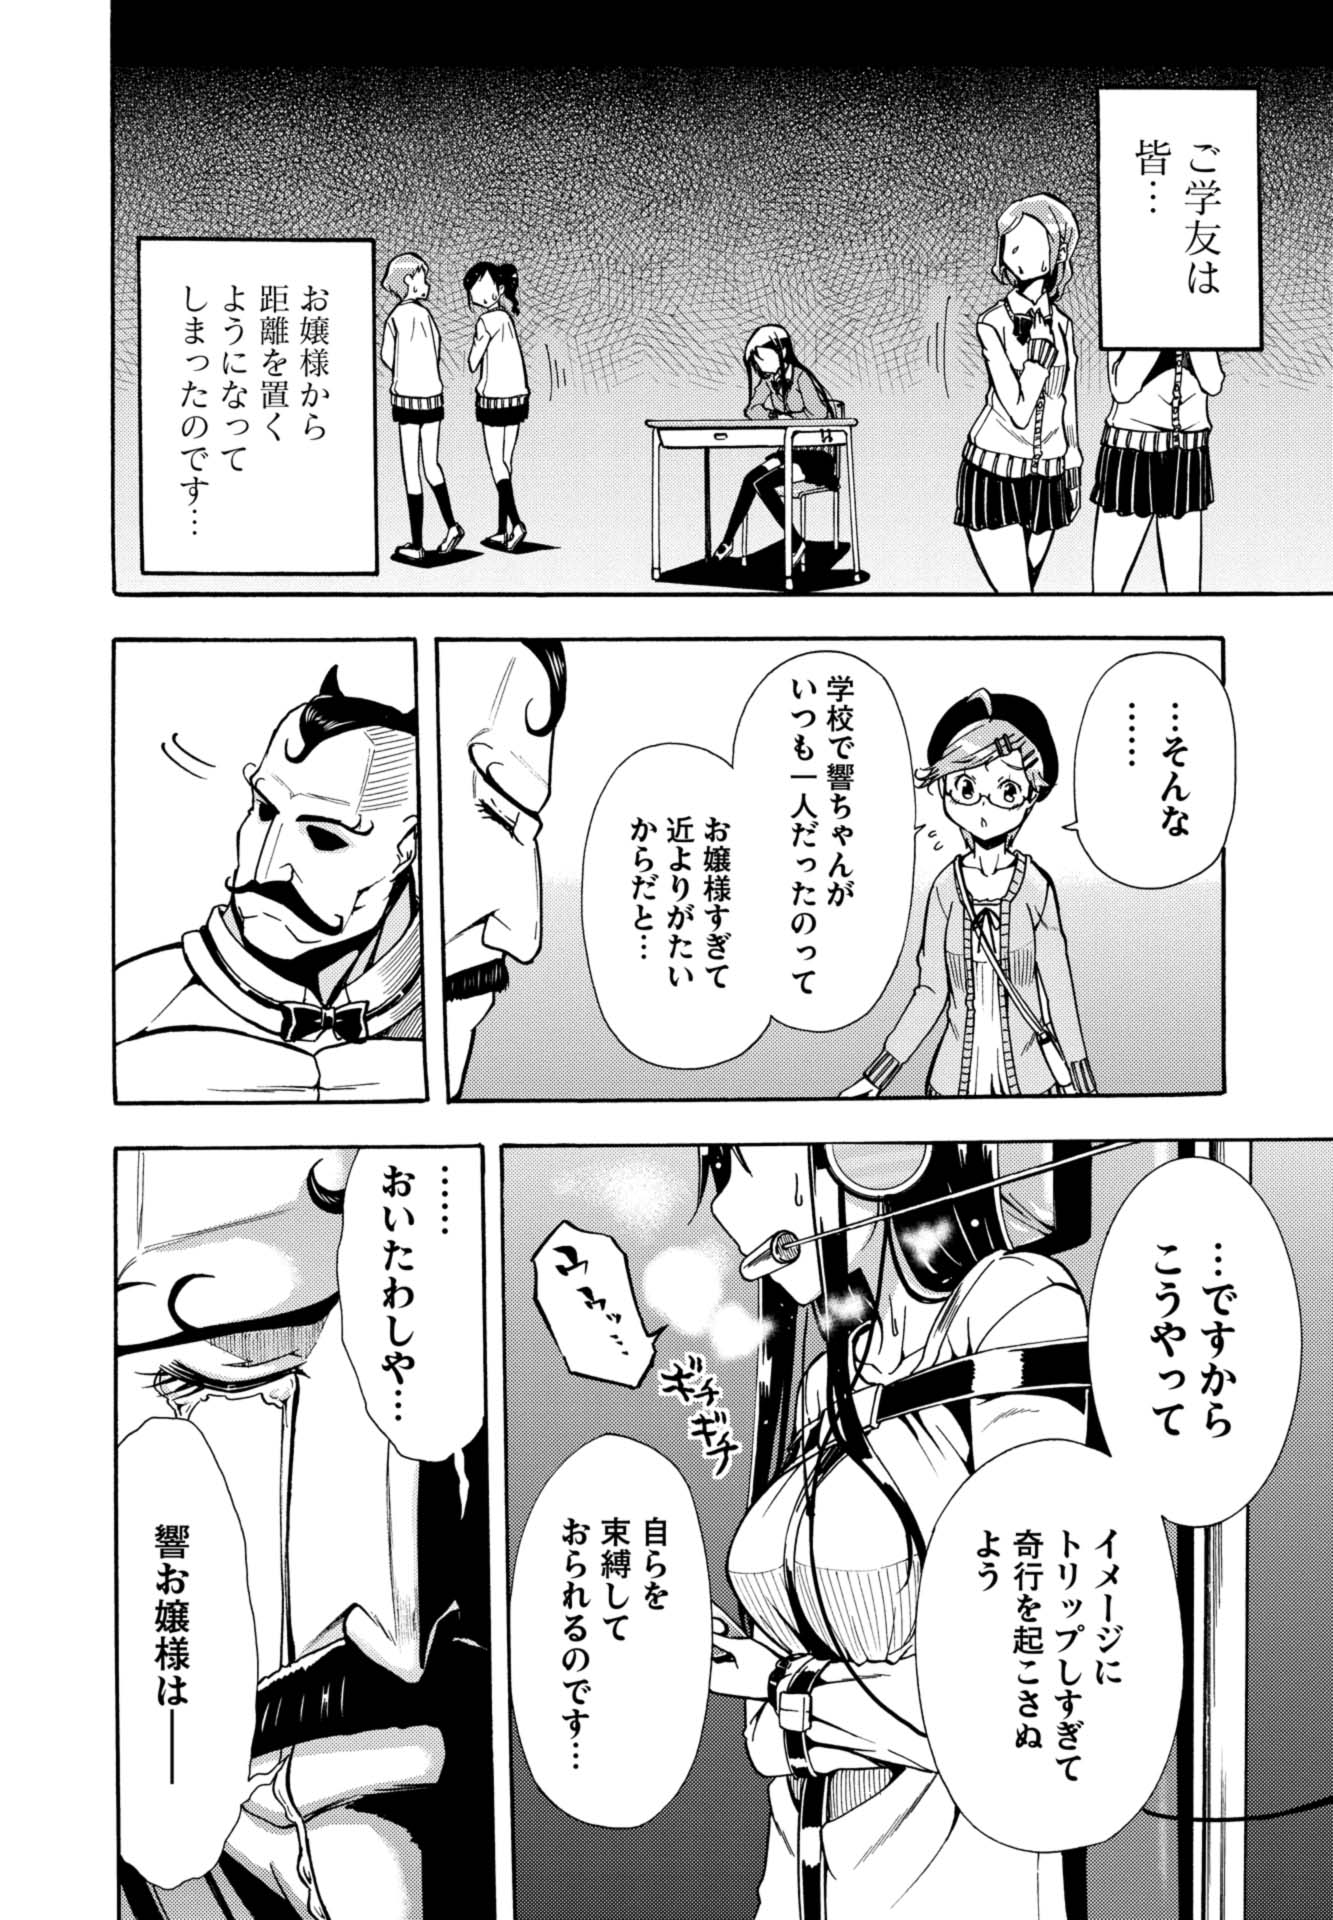 ご学友は
皆…
お嬢様から
距離を置く
ようになって
しまったのです…
…そんな
……
学校で響ちゃんが
いつも一人だったのって
お嬢様すぎて
近よりがたい
からだと…
…ですから
こうやって
イメージに
トリップしすぎて
奇行を起こさぬ
よう
ウウッ…
ギチ
ギチ
自らを
束縛して
おられるのです…
……
おいたわしや…
響お嬢様は――